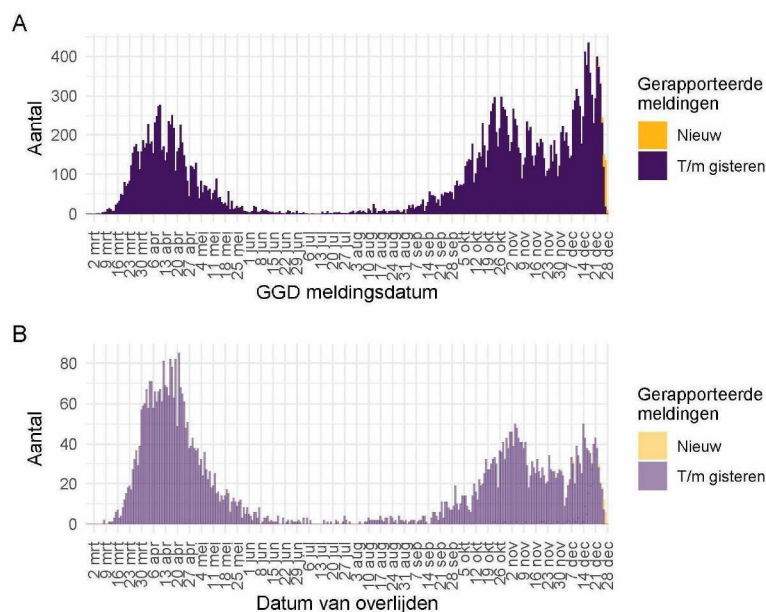 A
Aantal
400
300
200
100
0
2 mrt
9 mrt
16 mrt
23 mrt
30 mrt
6 apr
13 apr
20 apr
27 apr
4 mei
11 mei
18 mei
25 mei
1 jun
8 jun
15 jun
22 jun
29 jun
6 jul
13 jul
20 jul
27 jul
3 aug
10 aug
17 aug
24 aug
31 aug
7 sep
14 sep
21 sep
28 sep
5 okt
12 okt
19 okt
26 okt
2 nov
9 nov
16 nov
23 nov
30 nov
7 dec
14 dec
21 dec
28 dec
GGD meldingsdatum
Gerapporteerde
meldingen
Nieuw
T/m gisteren
B
Aantal
80
60
40
20
0
2 mrt
9 mrt
16 mrt
23 mrt
30 mrt
6 apr
13 apr
20 apr
27 apr
4 mei
11 mei
18 mei
25 mei
1 jun
8 jun
15 jun
22 jun
29 jun
6 jul
13 jul
20 jul
27 jul
3 aug
10 aug
17 aug
24 aug
31 aug
7 sep
14 sep
21 sep
28 sep
5 okt
12 okt
19 okt
26 okt
2 nov
9 nov
16 nov
23 nov
30 nov
7 dec
14 dec
21 dec
28 dec
Datum van overlijden
Gerapporteerde
meldingen
Nieuw
T/m gisteren